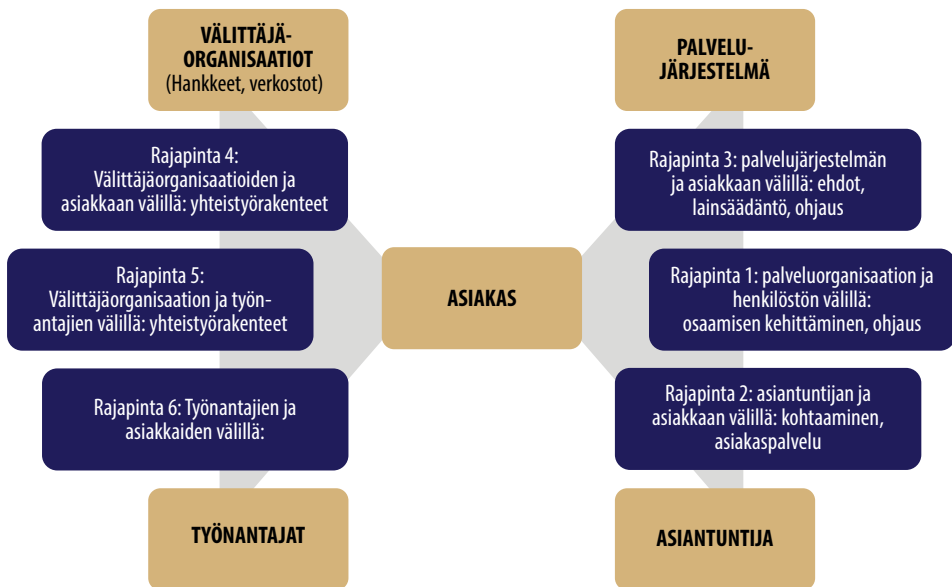 VÄLITTÄJÄ-
ORGANISAATIOT
(Hankkeet, verkostot)
PALVELU-
JÄRJESTELMÄ
Rajapinta 4:
Välittäjäorganisaatioiden ja
asiakkaan välillä: yhteistyörakenteet
Rajapinta 3: palvelujärjestelmän
ja asiakkaan välillä: ehdot,
lainsäädäntö, ohjaus
Rajapinta 5:
Välittäjäorganisaation ja työn-
antajien välillä: yhteistyörakenteet
ASIAKAS
Rajapinta 1: palveluorganisaation ja
henkilöstön välillä:
osaamisen kehittäminen, ohjaus
Rajapinta 6: Työnantajien ja
asiakkaiden välillä:
Rajapinta 2: asiantuntijan ja
asiakkaan välillä: kohtaaminen,
asiakaspalvelu
TYÖNANTAJAT
ASIANTUNTIJA